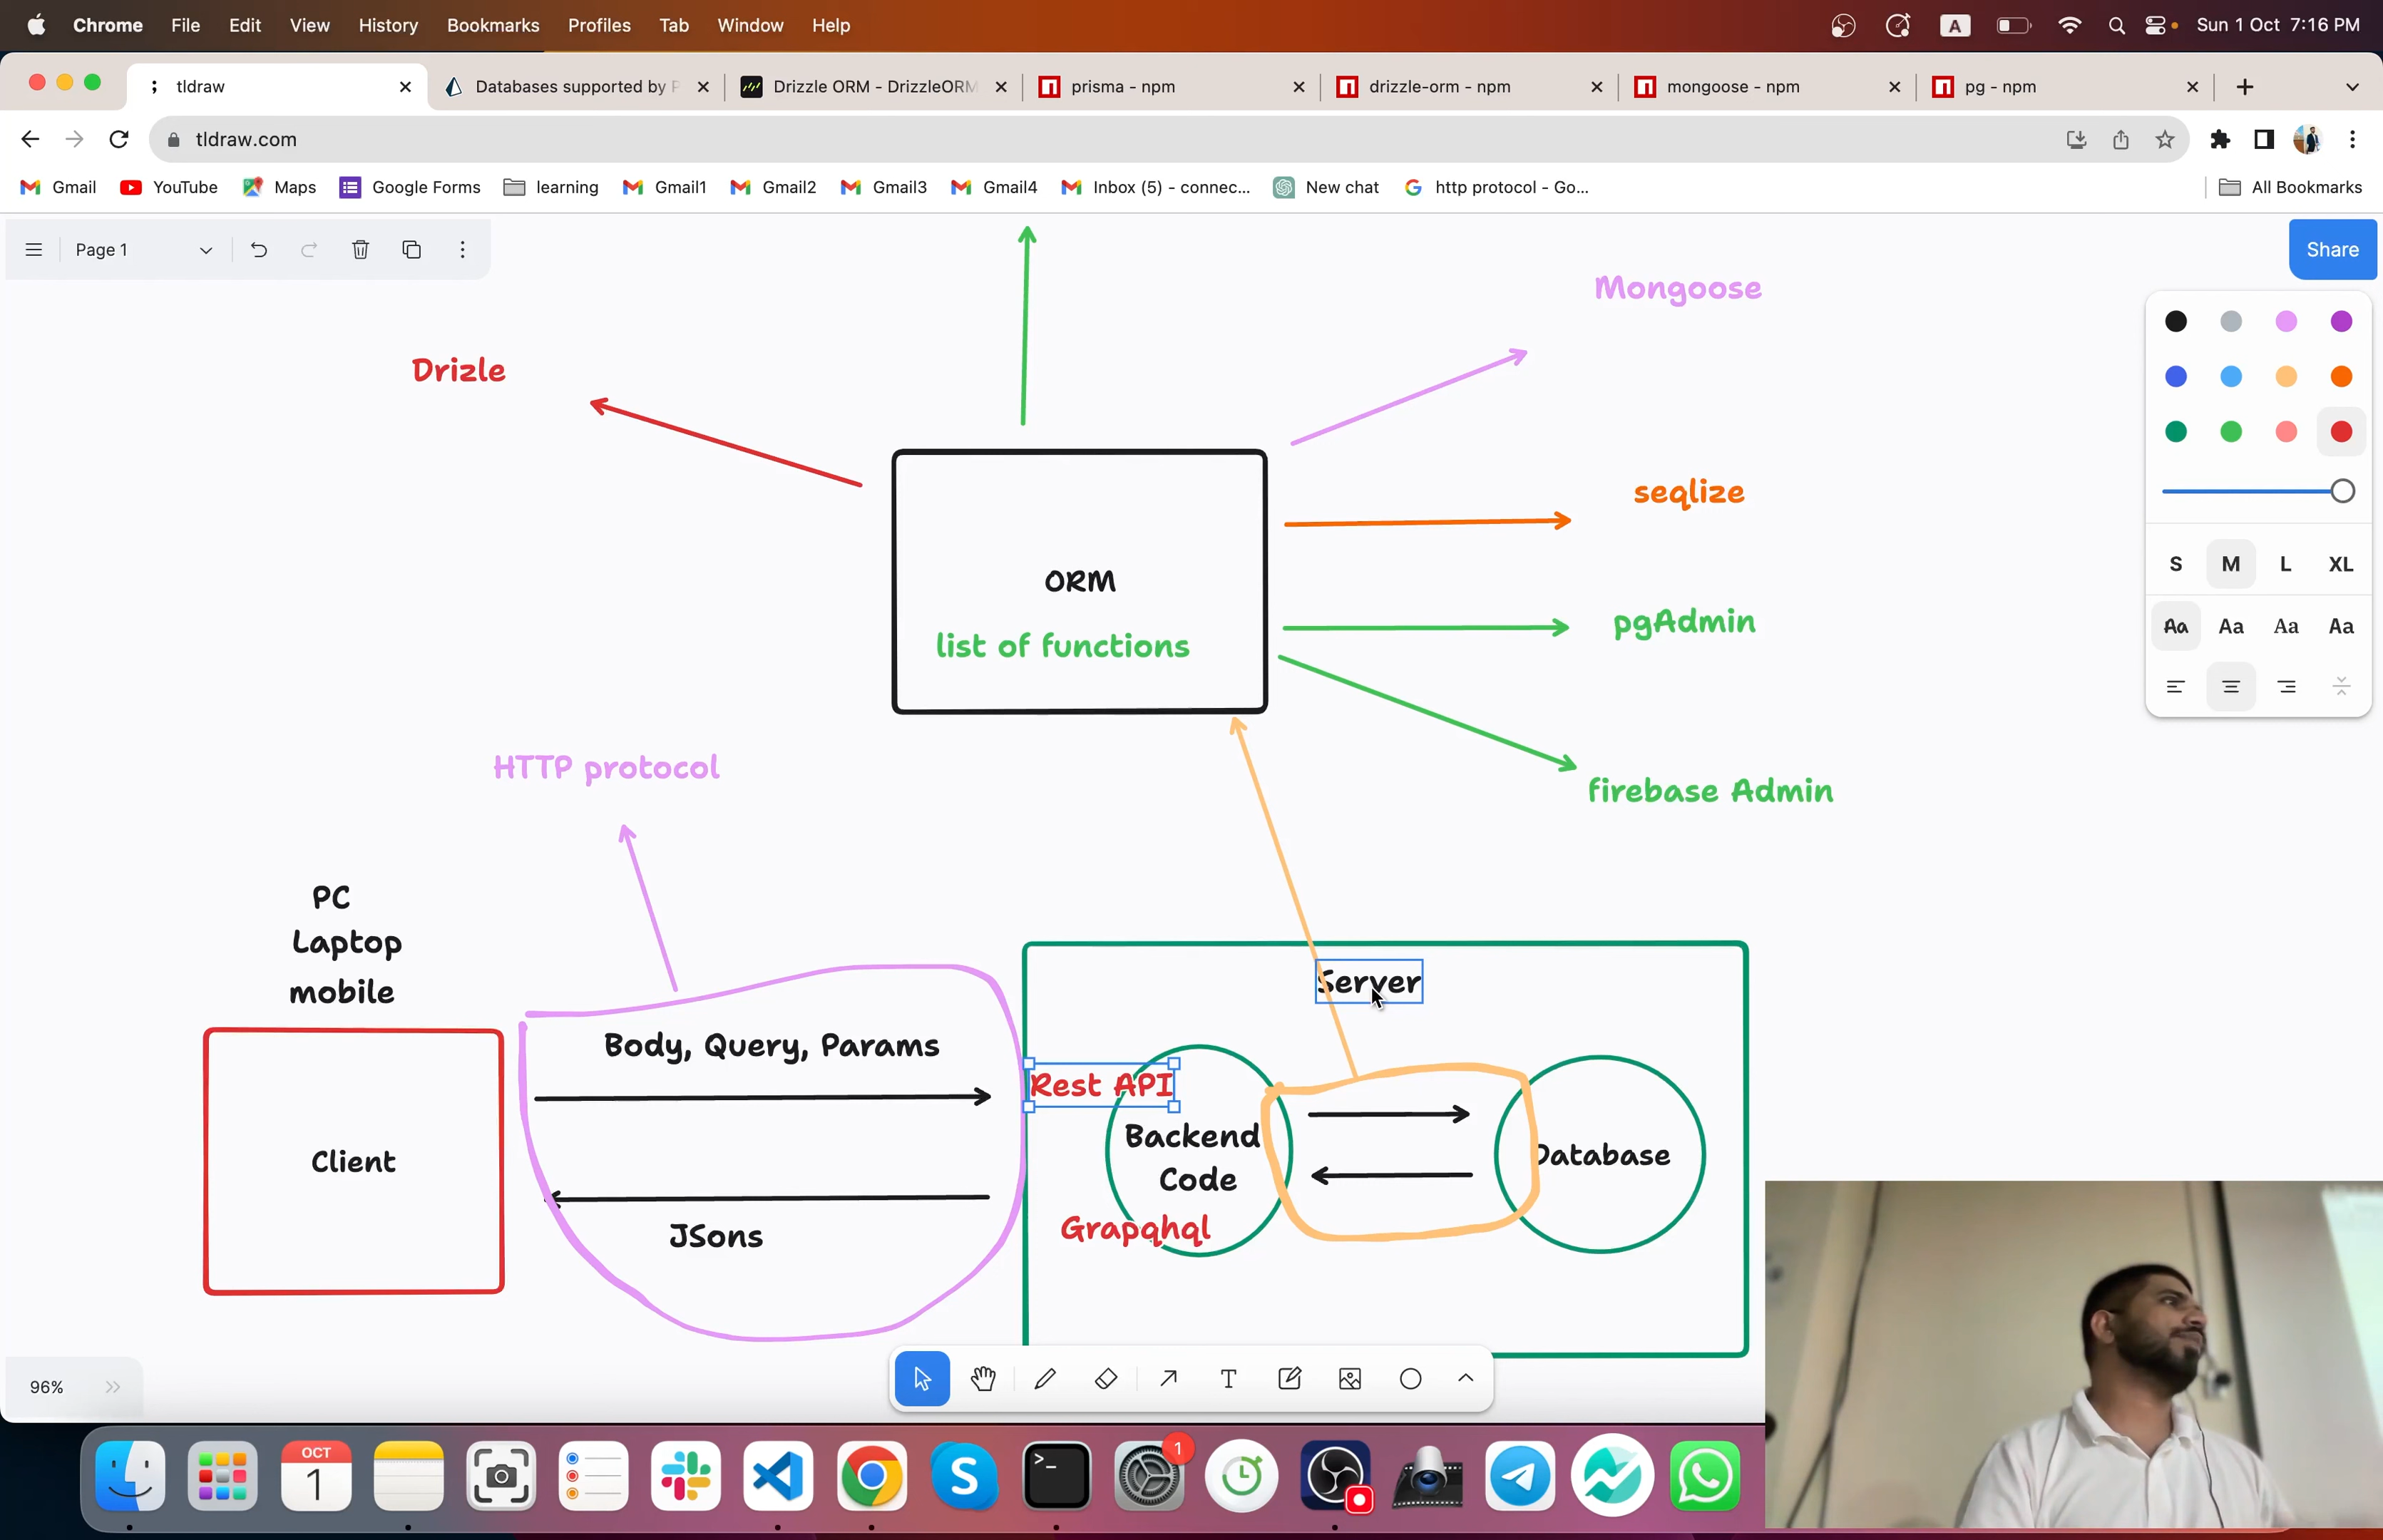 Chrome File Edit View History Bookmarks Profiles Tab Window Help A Sun 1 Oct 7:16 PM
tldraw Databases supported by P Drizzle ORM - DrizzleORM prisma - npm drizzle-orm - npm mongoose - npm pg - npm
tldraw.com
Gmail YouTube Maps Google Forms learning Gmail1 Gmail2 Gmail3 Gmail4 Inbox (5) - connec... New chat http protocol - Go... All Bookmarks
Page 1 Share
Mongoose
Drizle
seqlize
S M L XL
ORM
list of functions
pgAdmin
Aa Aa Aa Aa
HTTP protocol
firebase Admin
PC
Laptop
mobile
Server
Body, Query, Params
Rest API
Backend
Code
Client
Database
Grapqhql
JSons
96%
T
OCT
1
S
>_
1